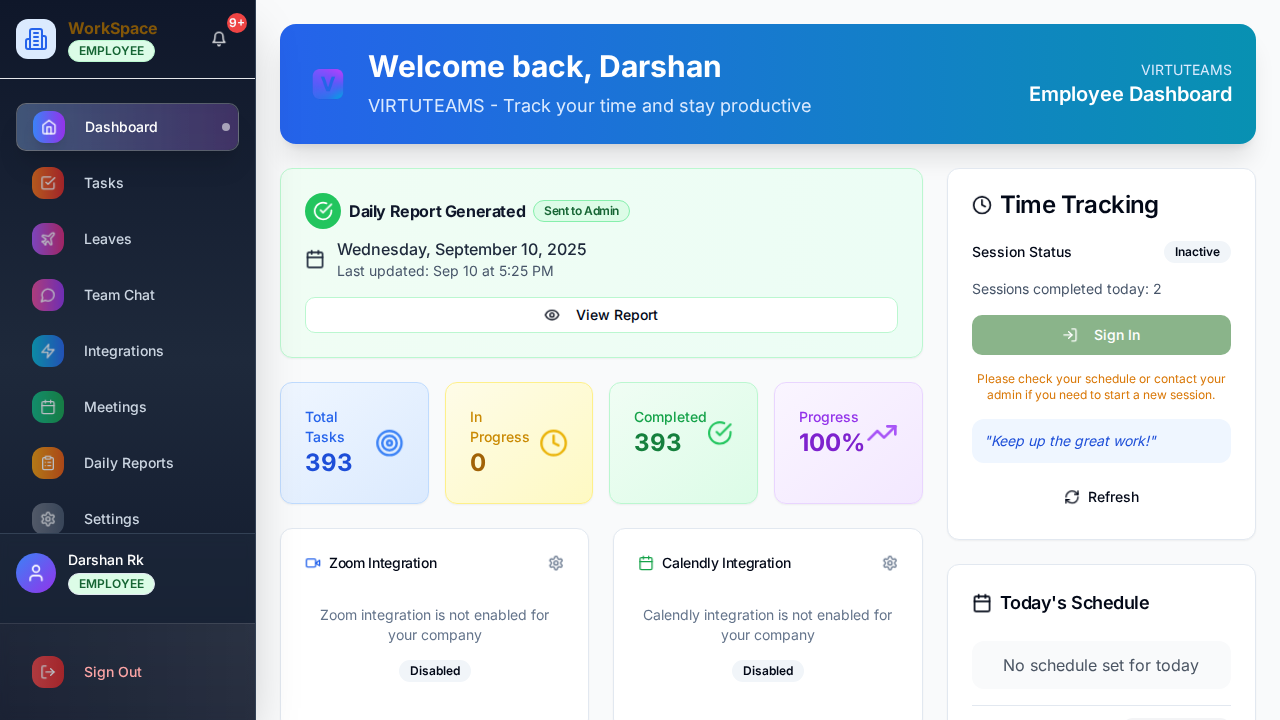 WorkSpace
EMPLOYEE
9+
Dashboard
Tasks
Leaves
Team Chat
Integrations
Meetings
Daily Reports
Settings
Darshan Rk
EMPLOYEE
Sign Out
V
Welcome back, Darshan
VIRTUTEAMS - Track your time and stay productive
VIRTUTEAMS
Employee Dashboard
Daily Report Generated
Sent to Admin
Wednesday, September 10, 2025
Last updated: Sep 10 at 5:25 PM
View Report
Total
Tasks
393
In
Progress
0
Completed
393
Progress
100%
Zoom Integration
Zoom integration is not enabled for
your company
Disabled
Calendly Integration
Calendly integration is not enabled for
your company
Disabled
Time Tracking
Session Status
Inactive
Sessions completed today: 2
Sign In
Please check your schedule or contact your
admin if you need to start a new session.
"Keep up the great work!"
Refresh
Today's Schedule
No schedule set for today